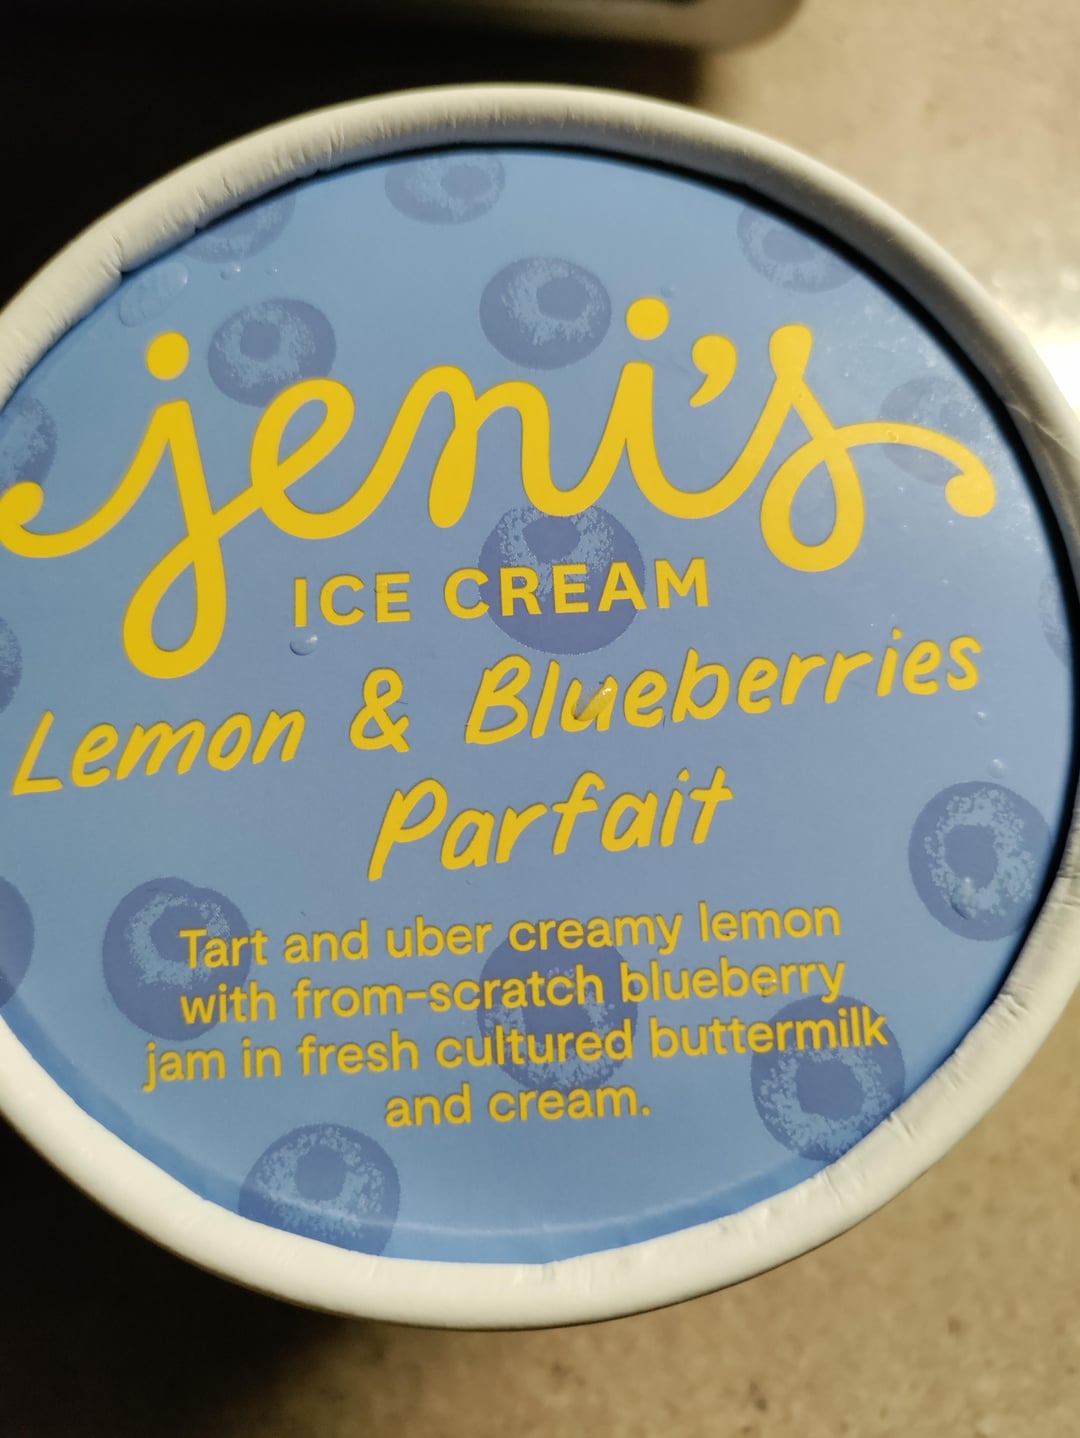 jeni's
ICE CREAM
Lemon & Blueberries
Parfait
Tart and uber creamy lemon
with from-scratch blueberry
jam in fresh cultured buttermilk
and cream.